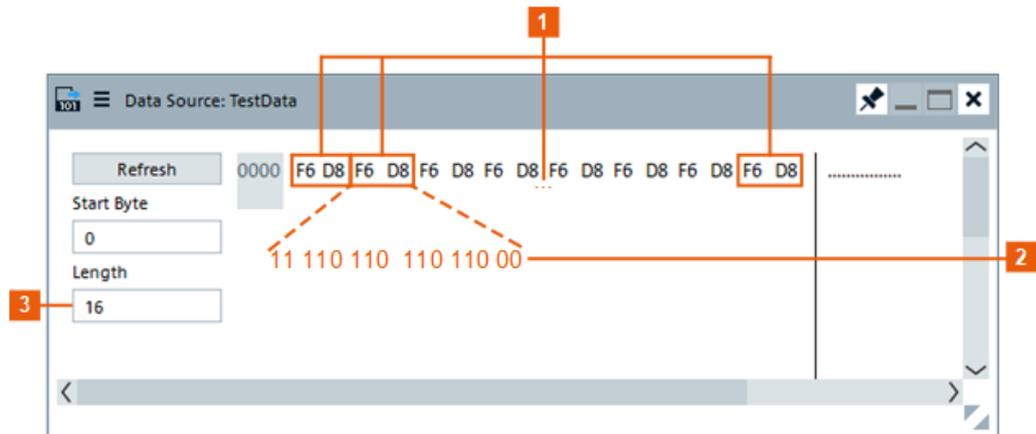 1
101 Data Source: TestData
Refresh 0000 F6 D8 F6 D8 F6 D8 F6 D8 F6 D8 F6 D8 F6 D8 F6 D8 ................
Start Byte
0
11 110 110 110 110 00 2
Length
3 16
...